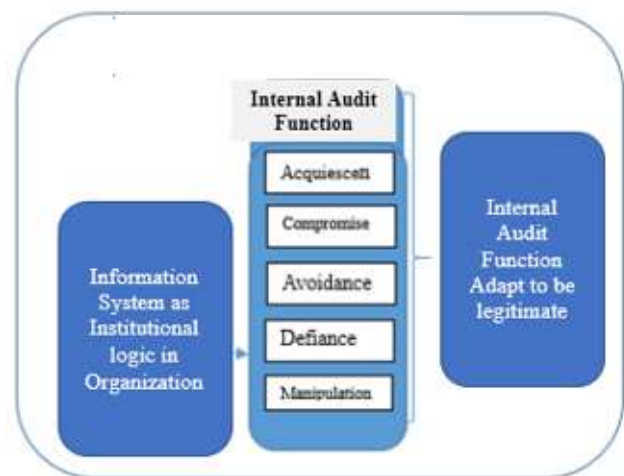 Internal Audit
Function
Acquiescen
Compromise
Avoidance
Defiance
Manipulation
Information
System as
Institutional
logic in
Organization
Internal
Audit
Function
Adapt to be
legitimate